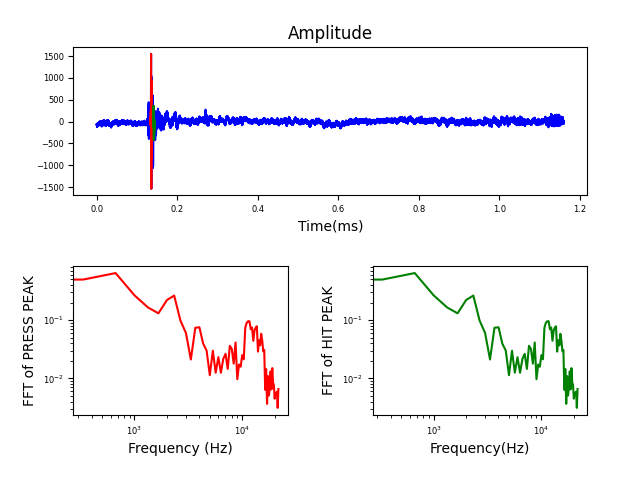 Amplitude
1500
1000
500
0
−500
−1000
−1500
0.0 0.2 0.4 0.6 0.8 1.0 1.2
Time(ms)
FFT of PRESS PEAK
10⁻¹
10⁻²
10³ 10⁴
Frequency (Hz)
FFT of HIT PEAK
10⁻¹
10⁻²
10³ 10⁴
Frequency(Hz)